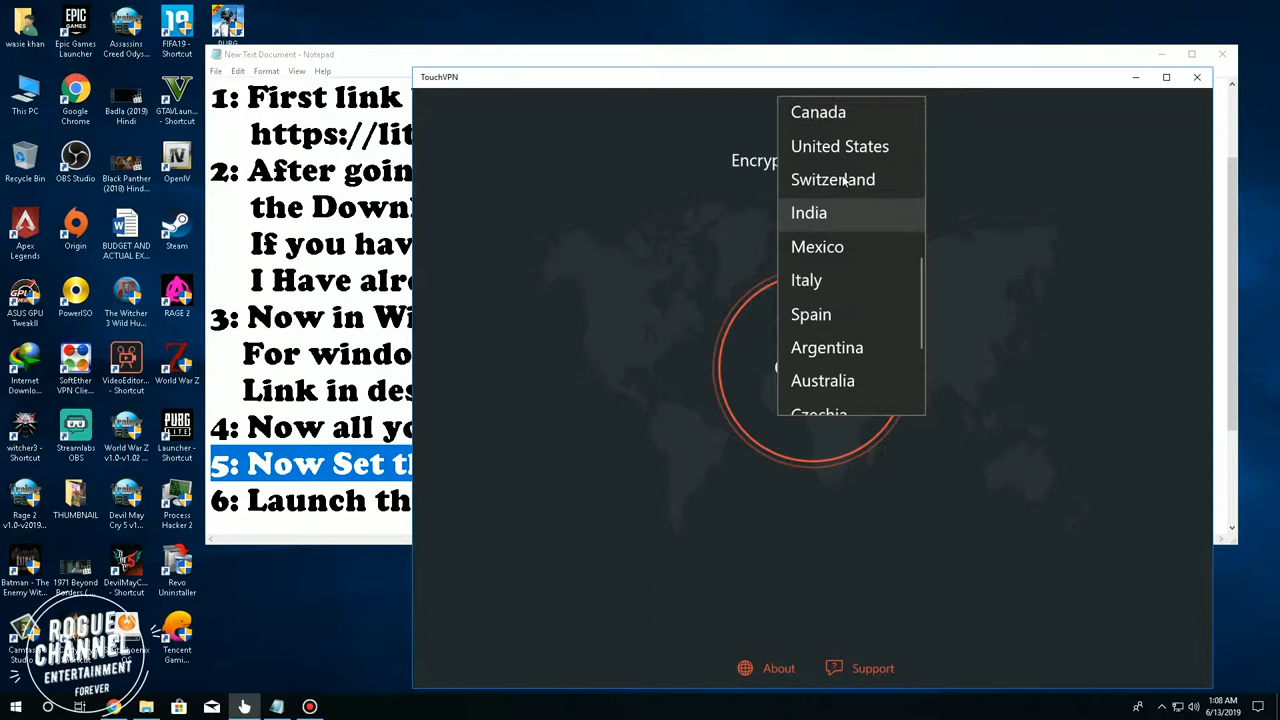 wasie khan
Epic Games
Launcher
Assassins
Creed Odys...
FIFA19 -
Shortcut
PUBG
This PC
Google
Chrome
Badla (2019)
Hindi
GTAVLaun...
- Shortcut
Recycle Bin
OBS Studio
Black Panther
(2018) Hind...
OpenIV
Apex
Legends
Origin
BUDGET AND
ACTUAL EX...
Steam
ASUS GPU
TweakII
PowerISO
The Witcher
3 Wild Hu...
RAGE 2
Internet
Downlo...
SoftEther
VPN Clie...
VideoEditor...
- Shortcut
World War Z
witcher3 -
Shortcut
Streamlabs
OBS
World War Z
v1.0-v1.02 ...
Launcher -
Shortcut
Rage 2
v1.0-v2019...
THUMBNAIL
Devil May
Cry 5 v1...
Process
Hacker 2
Batman - The
Enemy Wit...
1971 Beyond
Borders (...
DevilMayC...
- Shortcut
Revo
Uninstaller
Tencent
Gami...
ROGUE
CHANNEL
ENTERTAINMENT
FOREVER
New Text Document - Notepad
File Edit Format View Help
1: First link
https://lit
2: After goin
the Down
If you hav
I Have alre
3: Now in Wi
For windo
Link in des
4: Now all yo
5: Now Set t
6: Launch th
TouchVPN
Encryp
Canada
United States
Switzerland
India
Mexico
Italy
Spain
Argentina
Australia
Czechia
About
Support
1:08 AM
6/13/2019